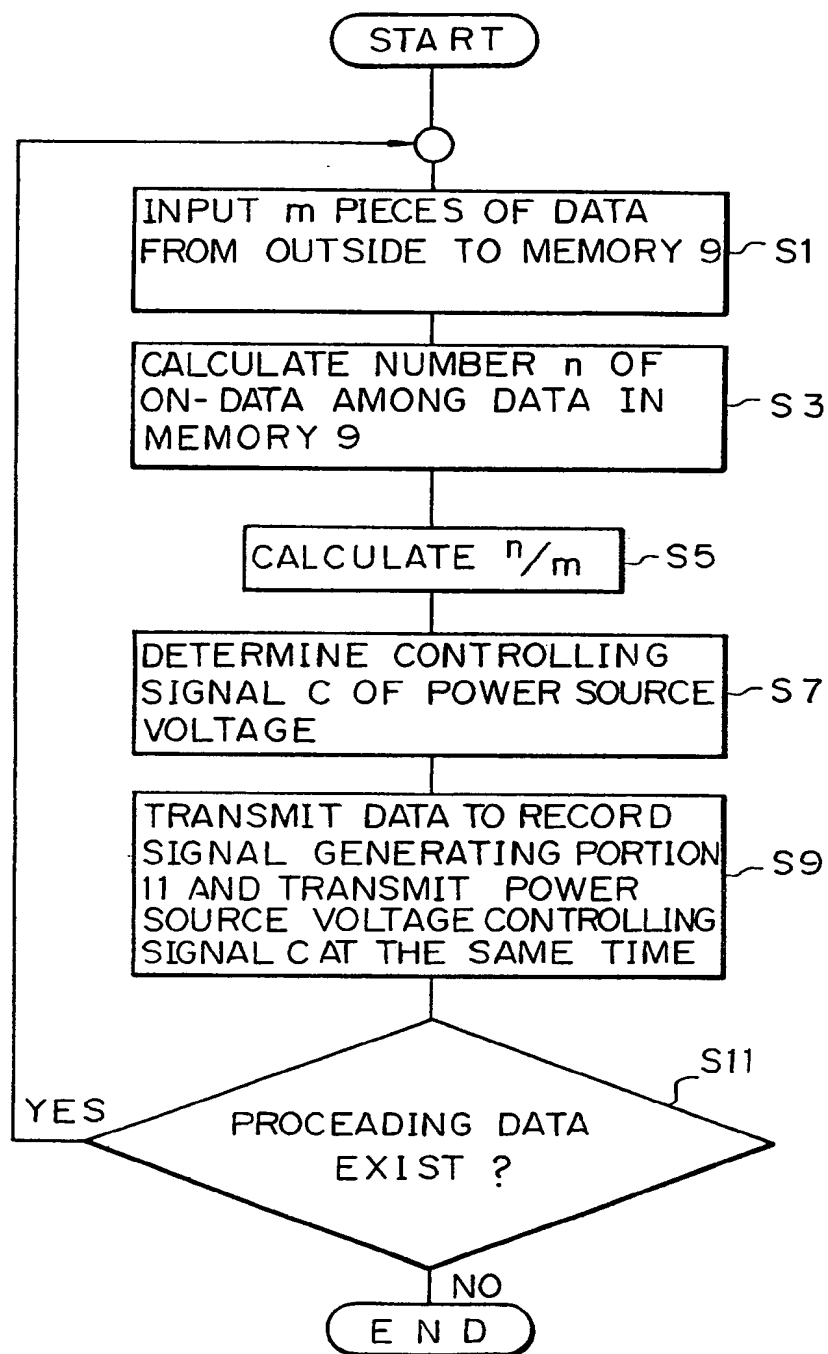 START
INPUT m PIECES OF DATA
FROM OUTSIDE TO MEMORY 9
S1
CALCULATE NUMBER n OF
ON-DATA AMONG DATA IN
MEMORY 9
S3
CALCULATE n/m
S5
DETERMINE CONTROLLING
SIGNAL C OF POWER SOURCE
VOLTAGE
S7
TRANSMIT DATA TO RECORD
SIGNAL GENERATING PORTION
11 AND TRANSMIT POWER
SOURCE VOLTAGE CONTROLLING
SIGNAL C AT THE SAME TIME
S9
S11
YES
PROCEADING DATA
EXIST ?
NO
END